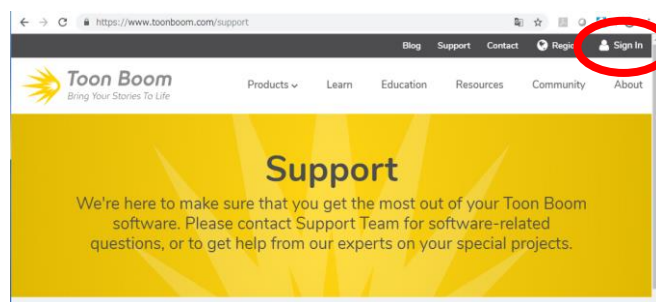 https://www.toonboom.com/support
Blog Support Contact Sign In
Toon Boom
Bring Your Stories To Life
Products Learn Education Resources Community About
Support
We're here to make sure that you get the most out of your Toon Boom
software. Please contact Support Team for software-related
questions, or to get help from our experts on your special projects.